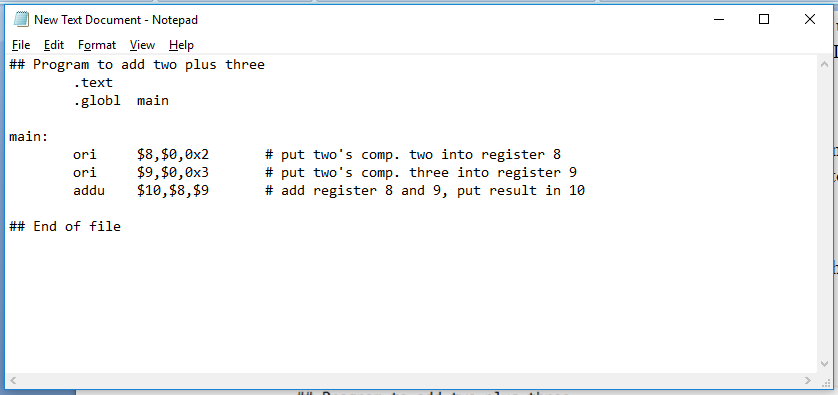 New Text Document - Notepad
File Edit Format View Help
## Program to add two plus three
.text
.globl main
main:
ori $8,$0,0x2 # put two's comp. two into register 8
ori $9,$0,0x3 # put two's comp. three into register 9
addu $10,$8,$9 # add register 8 and 9, put result in 10
## End of file